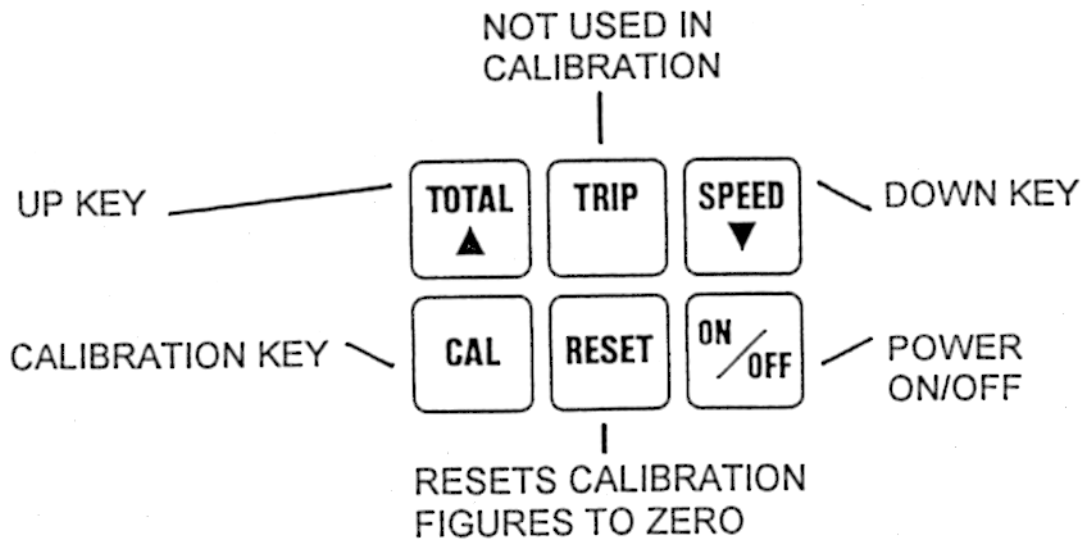 NOT USED IN
CALIBRATION
UP KEY
TOTAL
TRIP
SPEED
DOWN KEY
CALIBRATION KEY
CAL
RESET
ON/OFF
POWER
ON/OFF
RESETS CALIBRATION
FIGURES TO ZERO